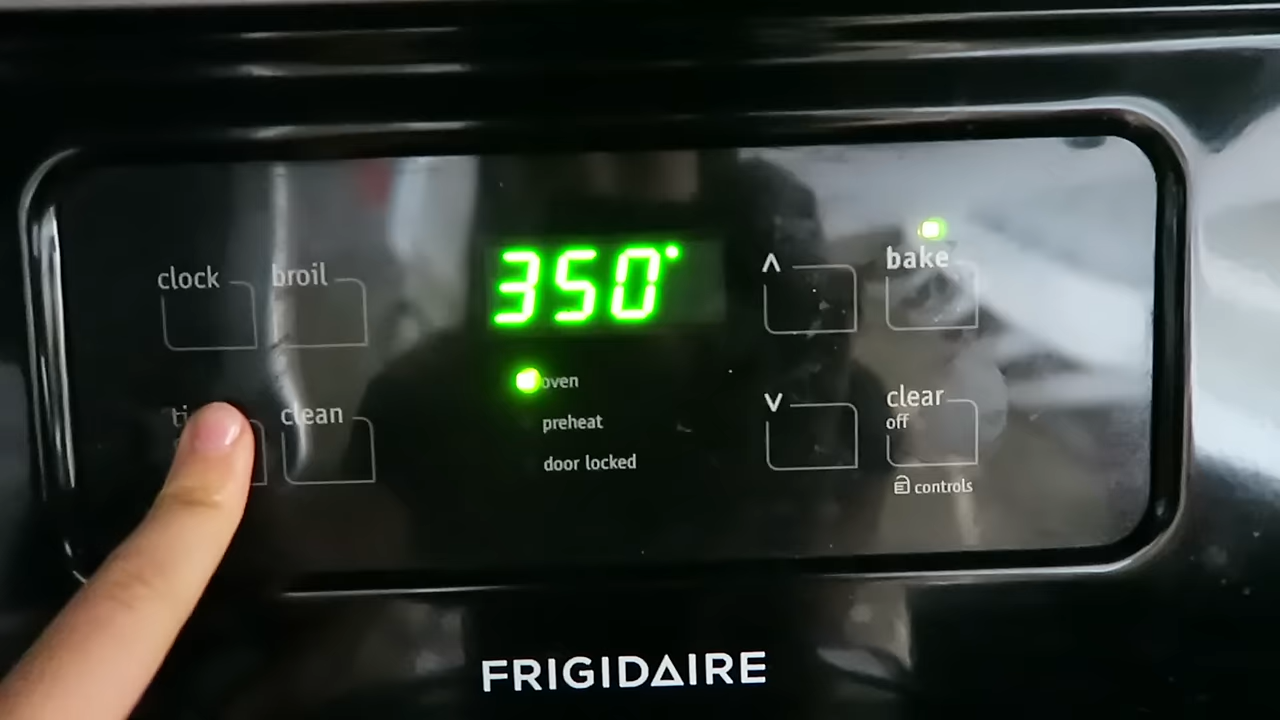 clock
broil
350°
^
bake
oven
clean
preheat
v
clear
off
door locked
controls
FRIGIDAIRE